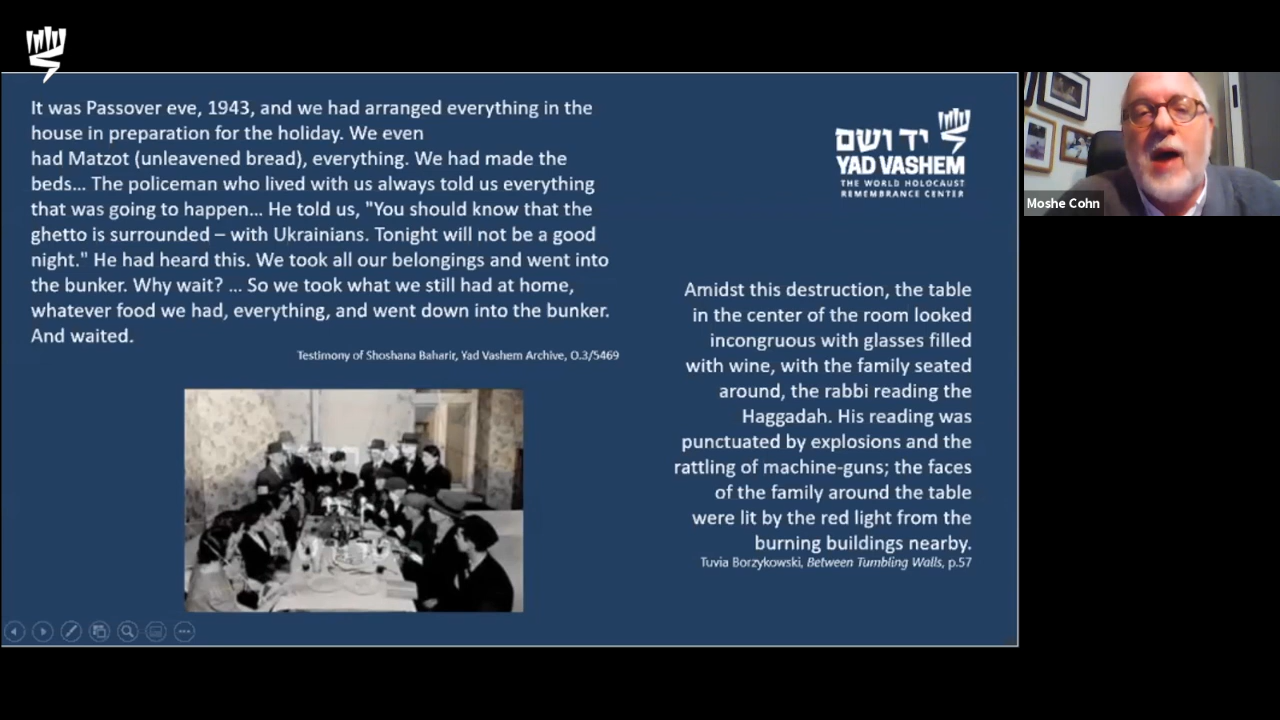 It was Passover eve, 1943, and we had arranged everything in the
house in preparation for the holiday. We even
had Matzot (unleavened bread), everything. We had made the
beds... The policeman who lived with us always told us everything
that was going to happen... He told us, "You should know that the
ghetto is surrounded – with Ukrainians. Tonight will not be a good
night." He had heard this. We took all our belongings and went into
the bunker. Why wait? ... So we took what we still had at home,
whatever food we had, everything, and went down into the bunker.
And waited.
Testimony of Shoshana Baharir, Yad Vashem Archive, O.3/5469
יד ושם
YAD VASHEM
THE WORLD HOLOCAUST
REMEMBRANCE CENTER
Amidst this destruction, the table
in the center of the room looked
incongruous with glasses filled
with wine, with the family seated
around, the rabbi reading the
Haggadah. His reading was
punctuated by explosions and the
rattling of machine-guns; the faces
of the family around the table
were lit by the red light from the
burning buildings nearby.
Tuvia Borzykowski, Between Tumbling Walls, p.57
Moshe Cohn